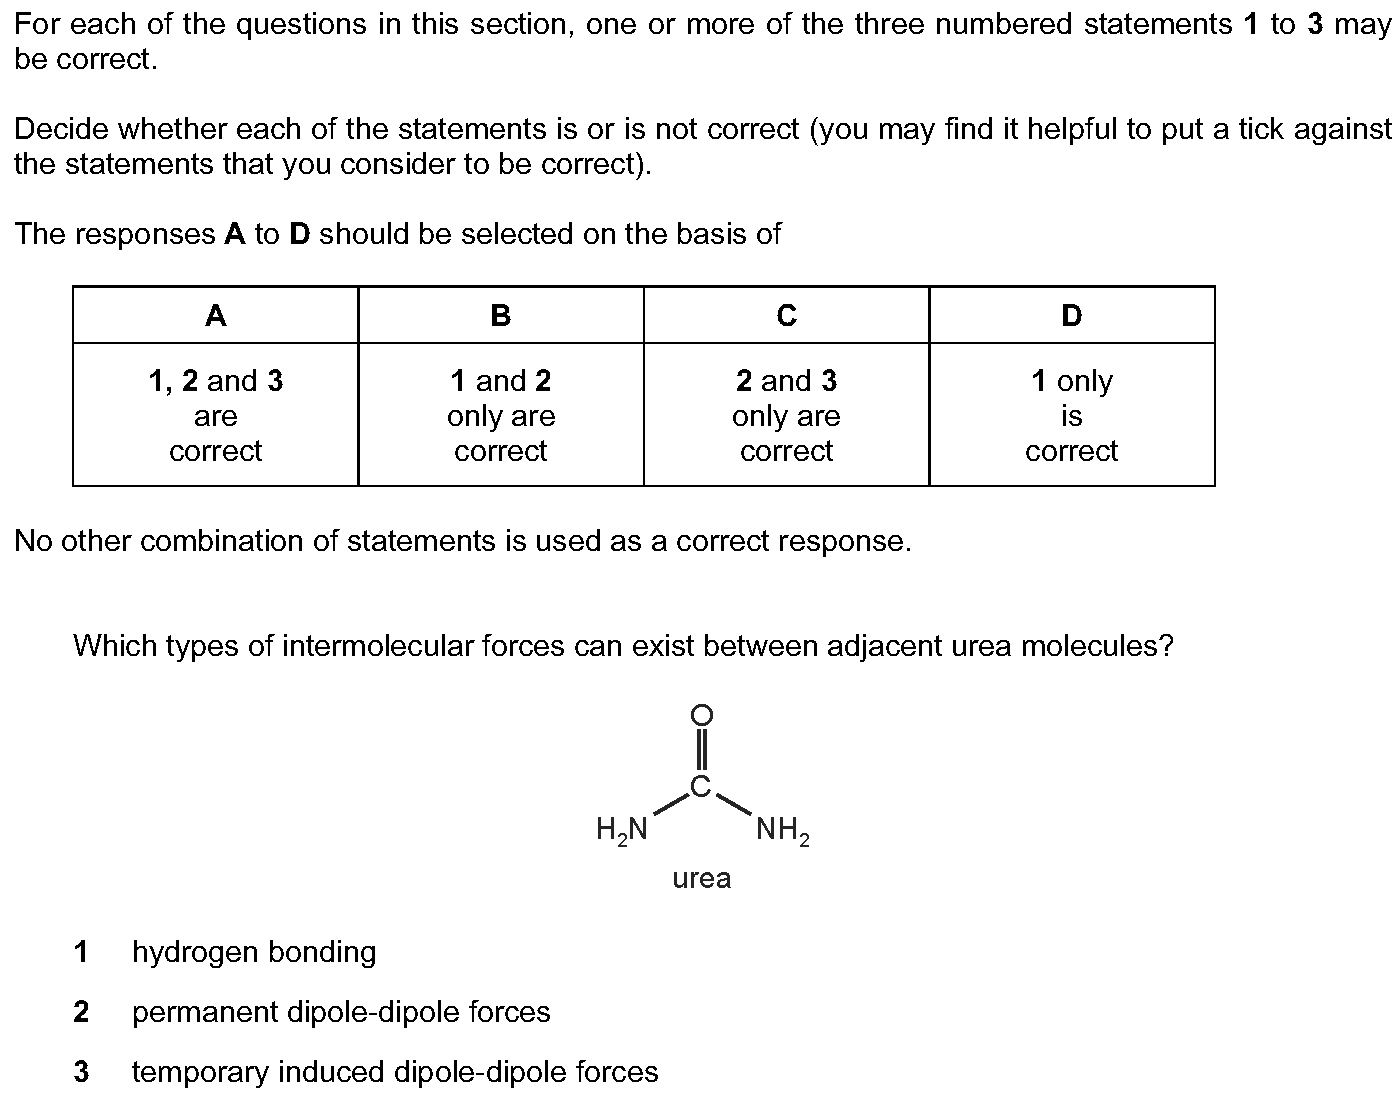 For each of the questions in this section, one or more of the three numbered statements 1 to 3 may
be correct.
Decide whether each of the statements is or is not correct (you may find it helpful to put a tick against
the statements that you consider to be correct).
The responses A to D should be selected on the basis of
A B C D
1, 2 and 3 1 and 2 2 and 3 1 only
are only are only are is
correct correct correct correct
No other combination of statements is used as a correct response.
Which types of intermolecular forces can exist between adjacent urea molecules?
O
C
H₂N NH₂
urea
1 hydrogen bonding
2 permanent dipole-dipole forces
3 temporary induced dipole-dipole forces